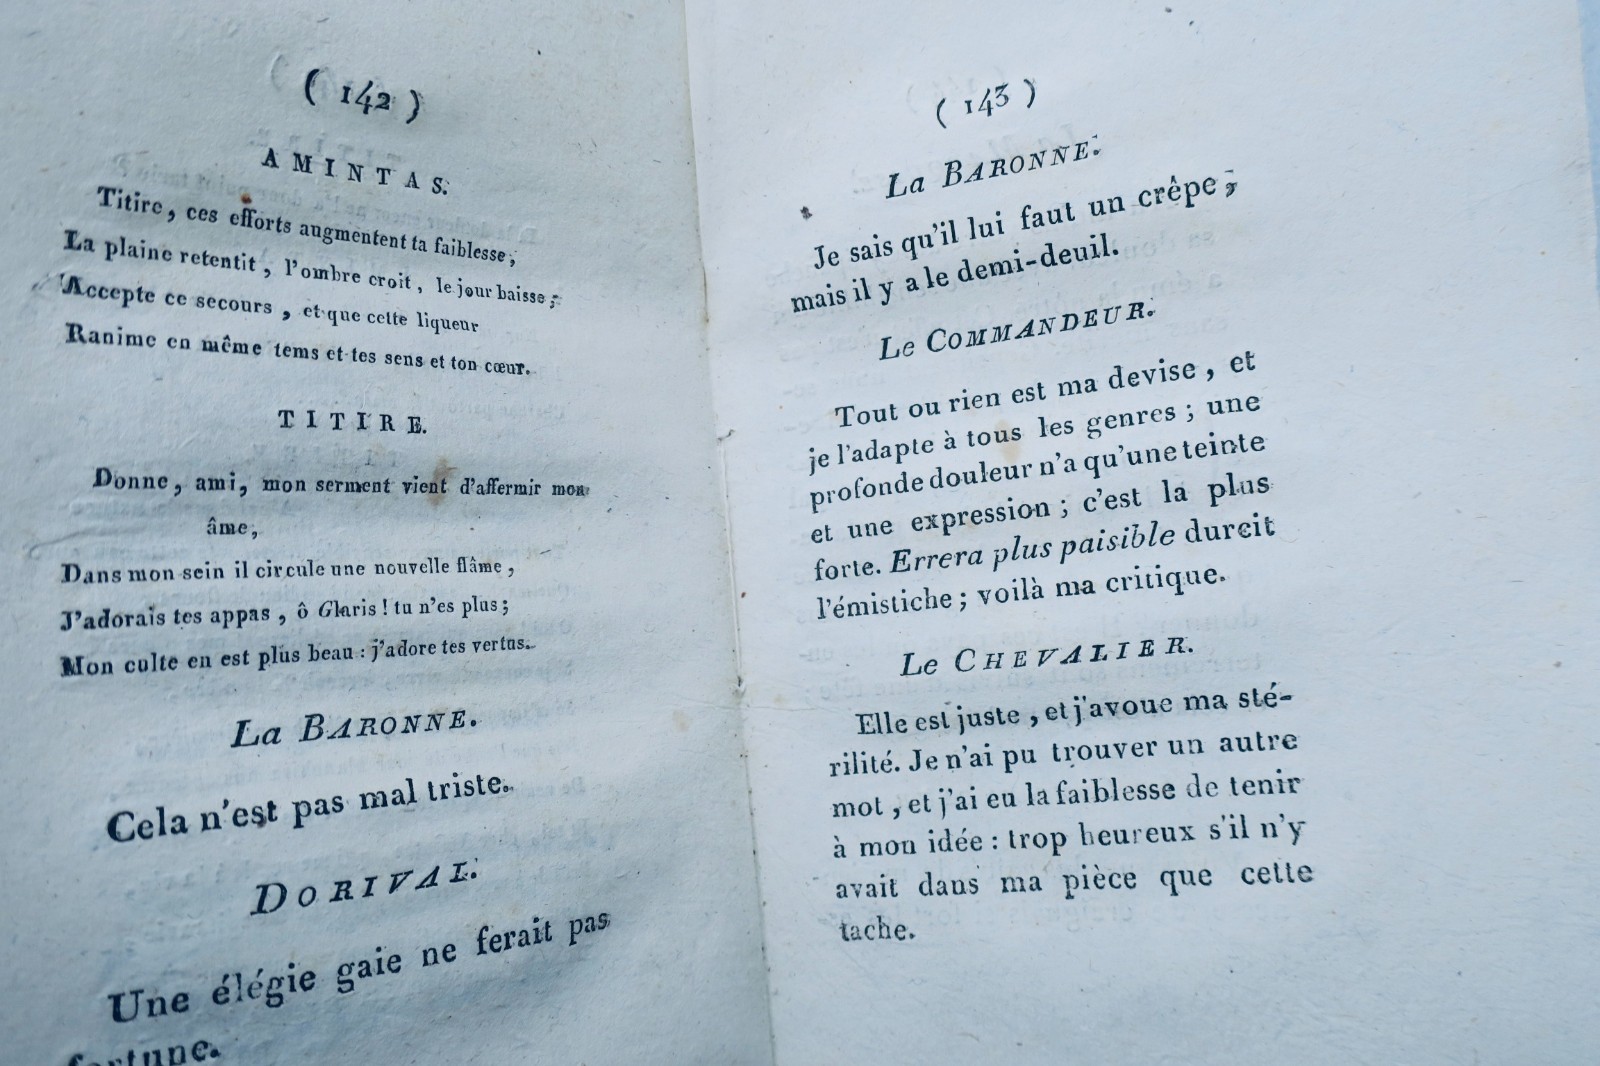 ( 142 )
AMINTAS.
Titire, ces efforts augmentent ta faiblesse;
La plaine retentit, l'ombre croit, le jour baisse;
Accepte ce secours, et que cette liqueur
Ranime en même tems et tes sens et ton cœur.
TITIRE.
Donne, ami, mon serment vient d'affermir mon
âme,
Dans mon sein il circule une nouvelle flâme,
J'adorais tes appas, ô Glaris! tu n'es plus;
Mon culte en est plus beau : j'adore tes vertus.
La BARONNE.
Cela n'est pas mal triste.
DORIVAL.
Une élégie gaie ne ferait pas
fortune.
( 143 )
La BARONNE.
Je sais qu'il lui faut un crêpe;
mais il y a le demi-deuil.
Le COMMANDEUR.
Tout ou rien est ma devise, et
je l'adapte à tous les genres; une
profonde douleur n'a qu'une teinte
et une expression; c'est la plus
forte. Errera plus paisible durcit
l'émistiche; voilà ma critique.
Le CHEVALIER.
Elle est juste, et j'avoue ma sté-
rilité. Je n'ai pu trouver un autre
mot, et j'ai eu la faiblesse de tenir
à mon idée : trop heureux s'il n'y
avait dans ma pièce que cette
tache.